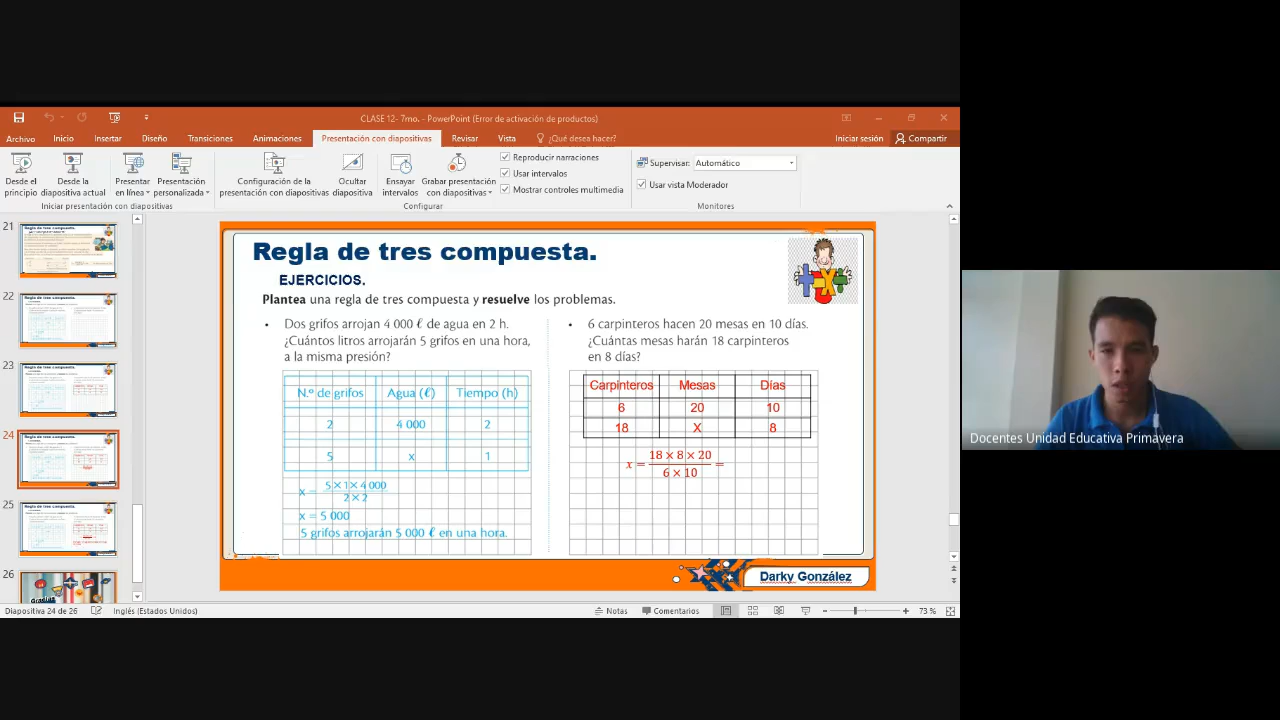 CLASE 12- 7mo. - PowerPoint (Error de activación de productos)
Archivo Inicio Insertar Diseño Transiciones Animaciones Presentación con diapositivas Revisar Vista ¿Qué desea hacer? Iniciar sesión Compartir
Desde el principio
Desde la diapositiva actual
Presentar en línea
Presentación personalizada
Configuración de la presentación con diapositivas
Ocultar diapositiva
Ensayar intervalos
Grabar presentación con diapositivas
Reproducir narraciones
Usar intervalos
Mostrar controles multimedia
Supervisar: Automático
Usar vista Moderador
Iniciar presentación con diapositivas
Configurar
Monitores
21
22
23
24
25
26
Regla de tres compuesta.
EJERCICIOS.
Plantea una regla de tres compuesta y resuelve los problemas.
• Dos grifos arrojan 4 000 ℓ de agua en 2 h.
¿Cuántos litros arrojarán 5 grifos en una hora,
a la misma presión?
N.º de grifos Agua (ℓ) Tiempo (h)
2 4 000 2
5 x 1
x = 5 × 1 × 4 000 / 2 × 2
x = 5 000
5 grifos arrojarán 5 000 ℓ en una hora.
• 6 carpinteros hacen 20 mesas en 10 días.
¿Cuántas mesas harán 18 carpinteros
en 8 días?
Carpinteros Mesas Días
6 20 10
18 X 8
x = 18 × 8 × 20 / 6 × 10 =
Darky González
Docentes Unidad Educativa Primavera
Diapositiva 24 de 26 Inglés (Estados Unidos) Notas Comentarios 73 %